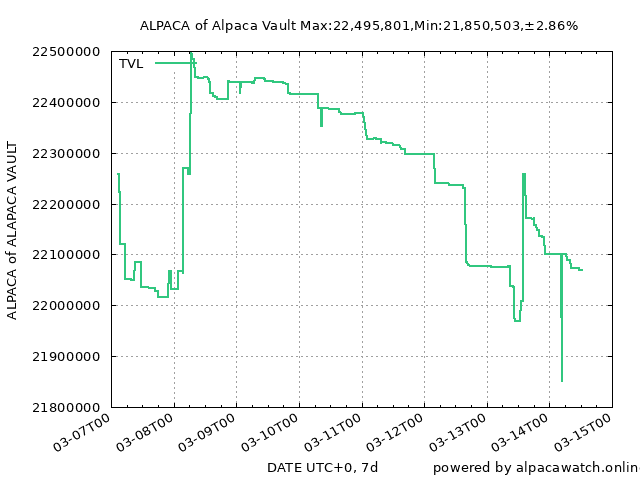 ALPACA of Alpaca Vault Max:22,495,801,Min:21,850,503,±2.86%
TVL
22500000
22400000
22300000
22200000
22100000
22000000
21900000
21800000
ALPACA of ALAPACA VAULT
03-07T00
03-08T00
03-09T00
03-10T00
03-11T00
03-12T00
03-13T00
03-14T00
03-15T00
DATE UTC+0, 7d
powered by alpacawatch.onlin